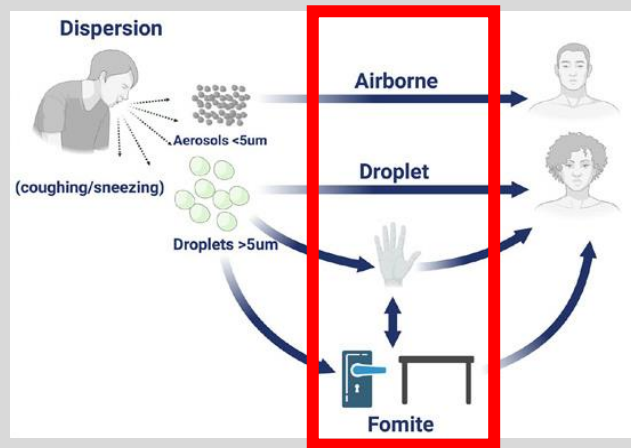 Dispersion
Airborne
Aerosols <5um
(coughing/sneezing)
Droplet
Droplets >5um
Fomite